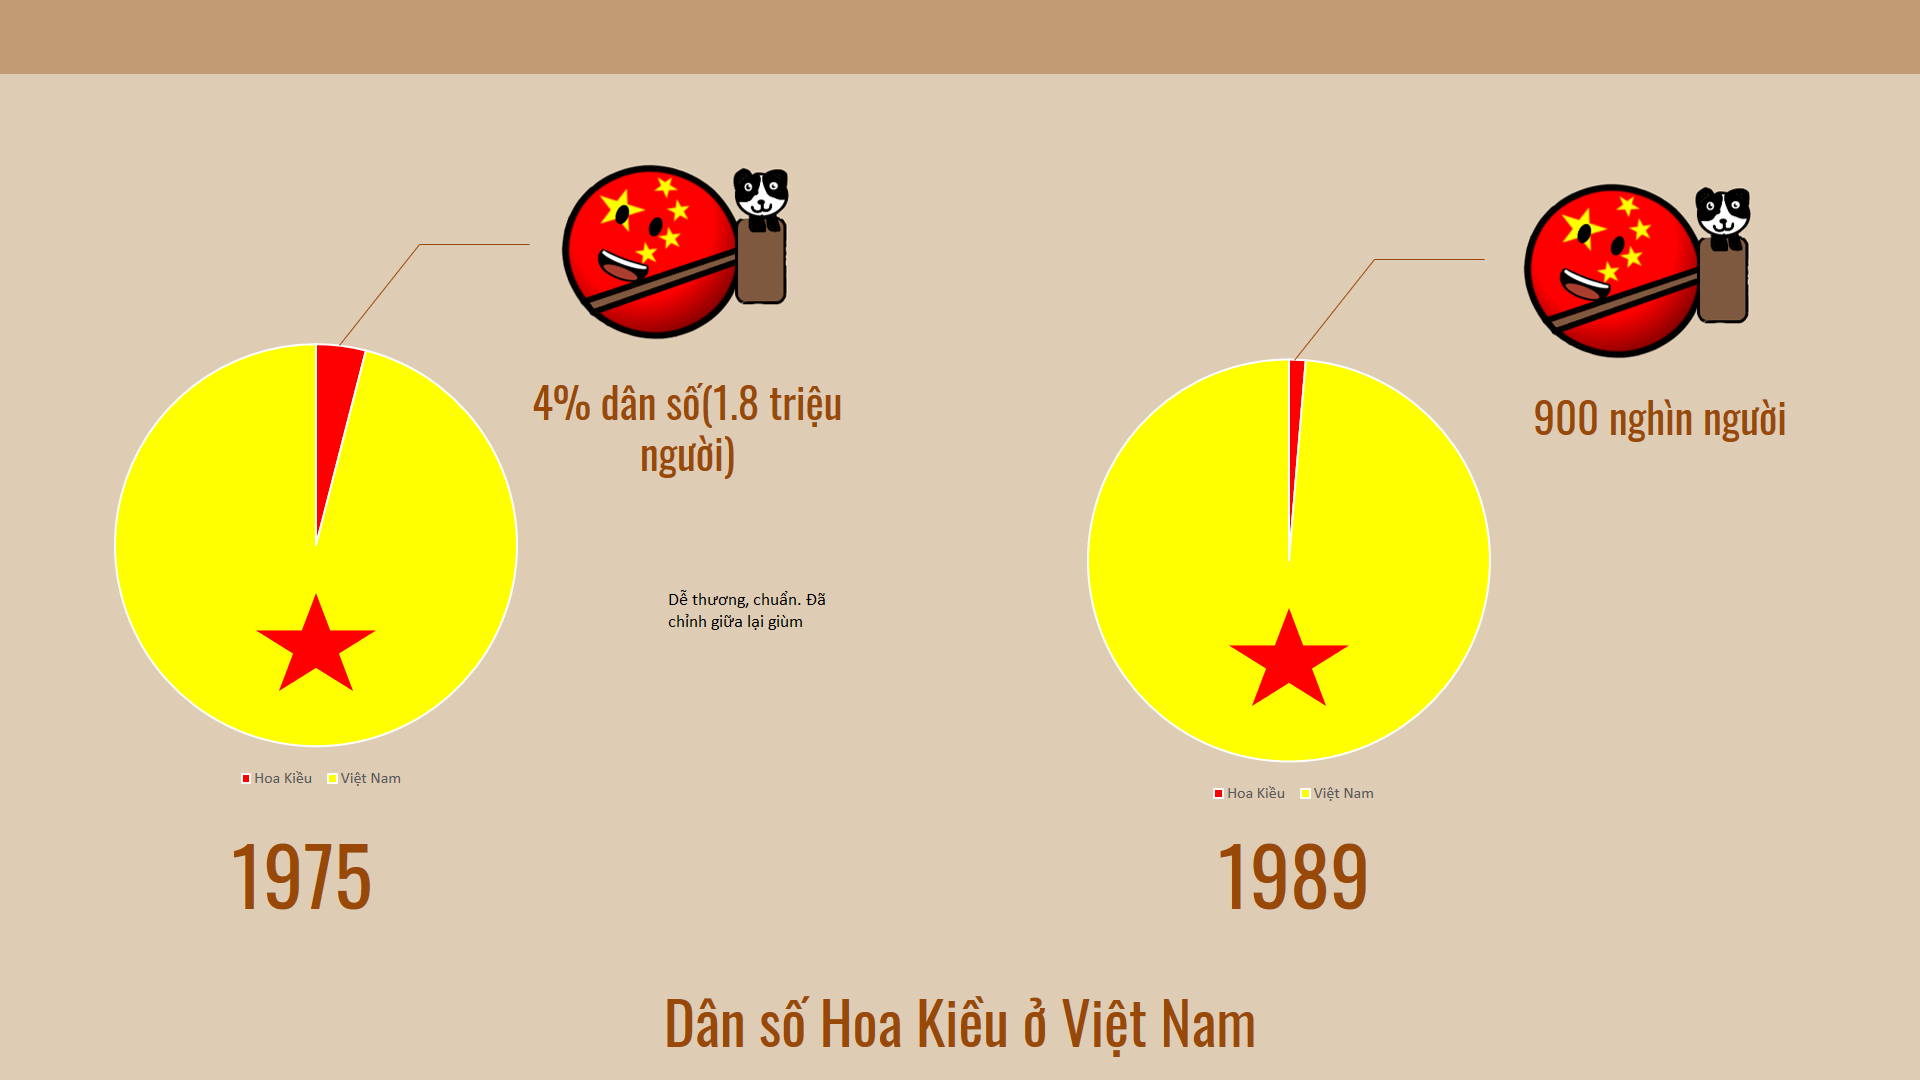 4% dân số(1.8 triệu
người)
900 nghìn người
Dễ thương, chuẩn. Đã
chỉnh giữa lại giùm
Hoa Kiều Việt Nam
Hoa Kiều Việt Nam
1975
1989
Dân số Hoa Kiều ở Việt Nam